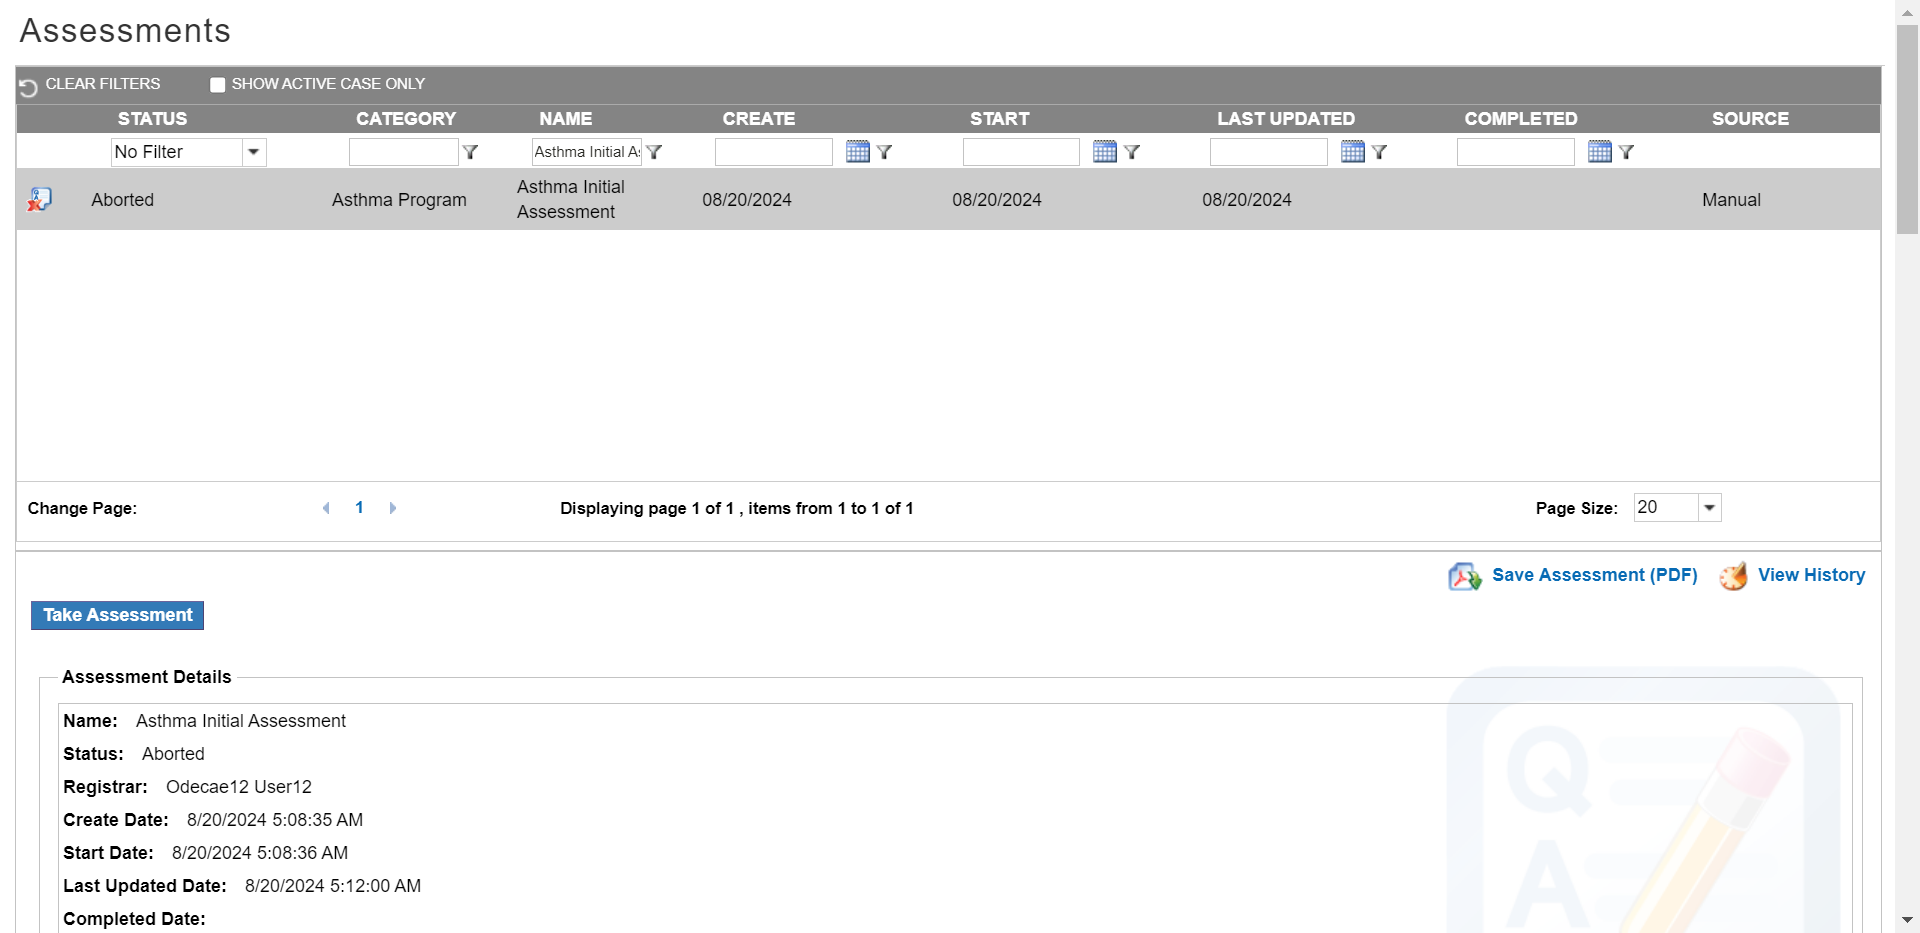 Assessments
CLEAR FILTERS SHOW ACTIVE CASE ONLY
STATUS CATEGORY NAME CREATE START LAST UPDATED COMPLETED SOURCE
No Filter Asthma Initial A
Aborted Asthma Program Asthma Initial Assessment 08/20/2024 08/20/2024 08/20/2024 Manual
Change Page: 1 Displaying page 1 of 1 , items from 1 to 1 of 1 Page Size: 20
Save Assessment (PDF) View History
Take Assessment
Assessment Details
Name: Asthma Initial Assessment
Status: Aborted
Registrar: Odecae12 User12
Create Date: 8/20/2024 5:08:35 AM
Start Date: 8/20/2024 5:08:36 AM
Last Updated Date: 8/20/2024 5:12:00 AM
Completed Date:
Q
A